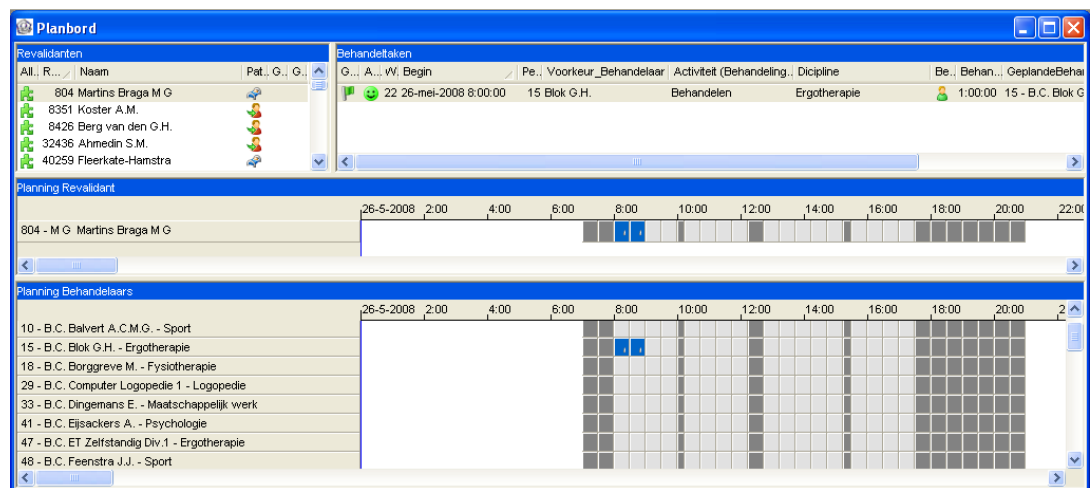 Planbord
Revalidanten
All.. R... Naam Pat.. G.. G..
804 Martins Braga M G
8351 Koster A.M.
8426 Berg van den G.H.
32436 Ahmedin S.M.
40259 Fleerkate-Hamstra
Behandeltaken
G... A... W. Begin Pe.. Voorkeur_Behandelaar Activiteit (Behandeling.. Dicipline Be.. Behan... GeplandeBehar
22 26-mei-2008 8:00:00 15 Blok G.H. Behandelen Ergotherapie 1:00:00 15 - B.C. Blok G
Planning Revalidant
26-5-2008 2:00 4:00 6:00 8:00 10:00 12:00 14:00 16:00 18:00 20:00 22:00
804 - M G Martins Braga M G
Planning Behandelaars
26-5-2008 2:00 4:00 6:00 8:00 10:00 12:00 14:00 16:00 18:00 20:00 2
10 - B.C. Balvert A.C.M.G. - Sport
15 - B.C. Blok G.H. - Ergotherapie
18 - B.C. Borggreve M. - Fysiotherapie
29 - B.C. Computer Logopedie 1 - Logopedie
33 - B.C. Dingemans E. - Maatschappelijk werk
41 - B.C. Eijsackers A. - Psychologie
47 - B.C. ET Zelfstandig Div.1 - Ergotherapie
48 - B.C. Feenstra J.J. - Sport